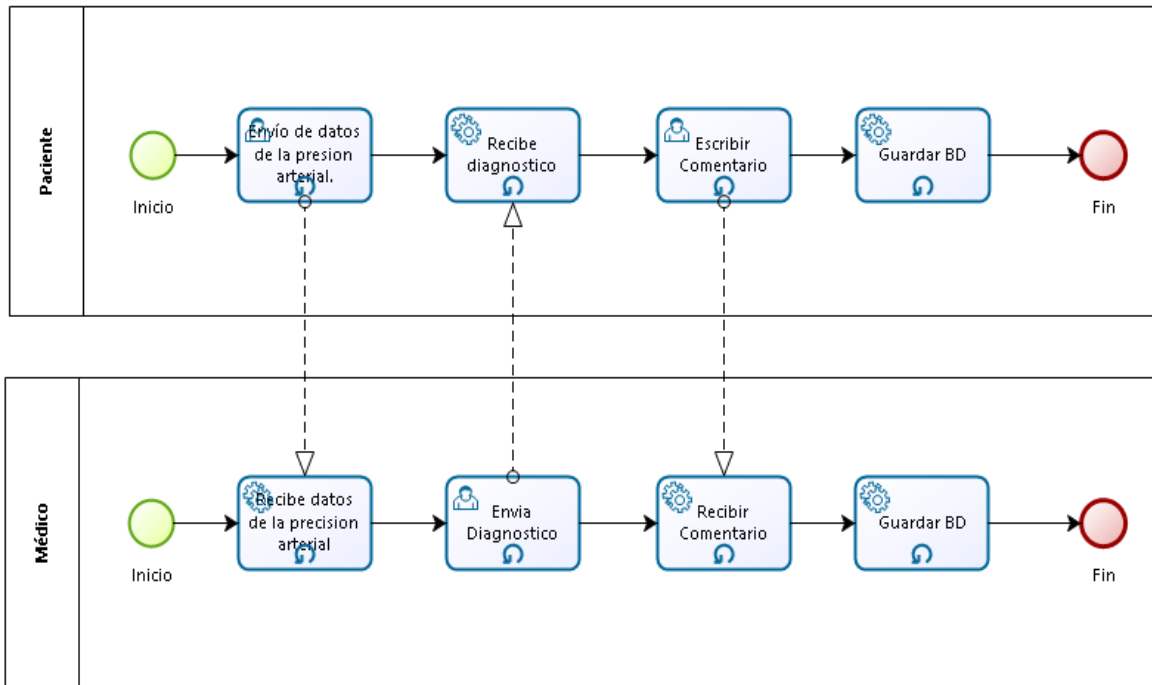 Paciente
Envío de datos
de la presion
arterial.
Recibe
diagnostico
Escribir
Comentario
Guardar BD
Inicio
Fin
Médico
Recibe datos
de la precision
arterial
Envia
Diagnostico
Recibir
Comentario
Guardar BD
Inicio
Fin